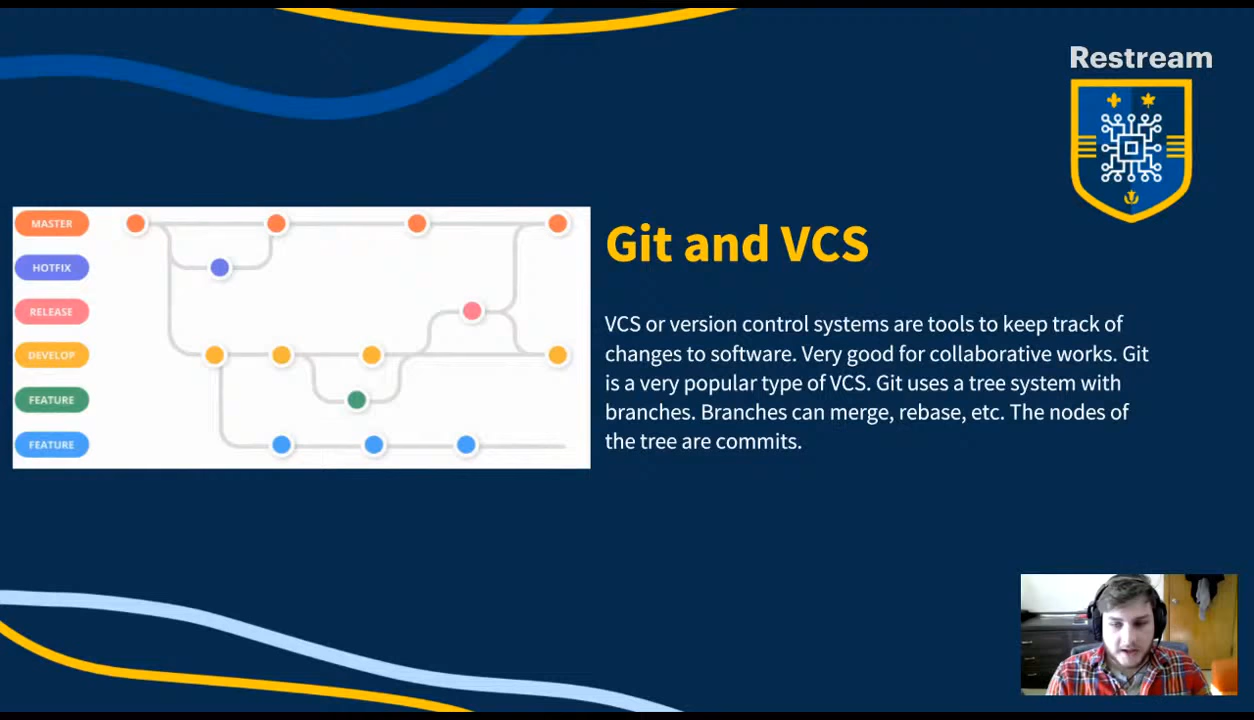 Restream
MASTER
HOTFIX
RELEASE
DEVELOP
FEATURE
FEATURE
Git and VCS
VCS or version control systems are tools to keep track of
changes to software. Very good for collaborative works. Git
is a very popular type of VCS. Git uses a tree system with
branches. Branches can merge, rebase, etc. The nodes of
the tree are commits.